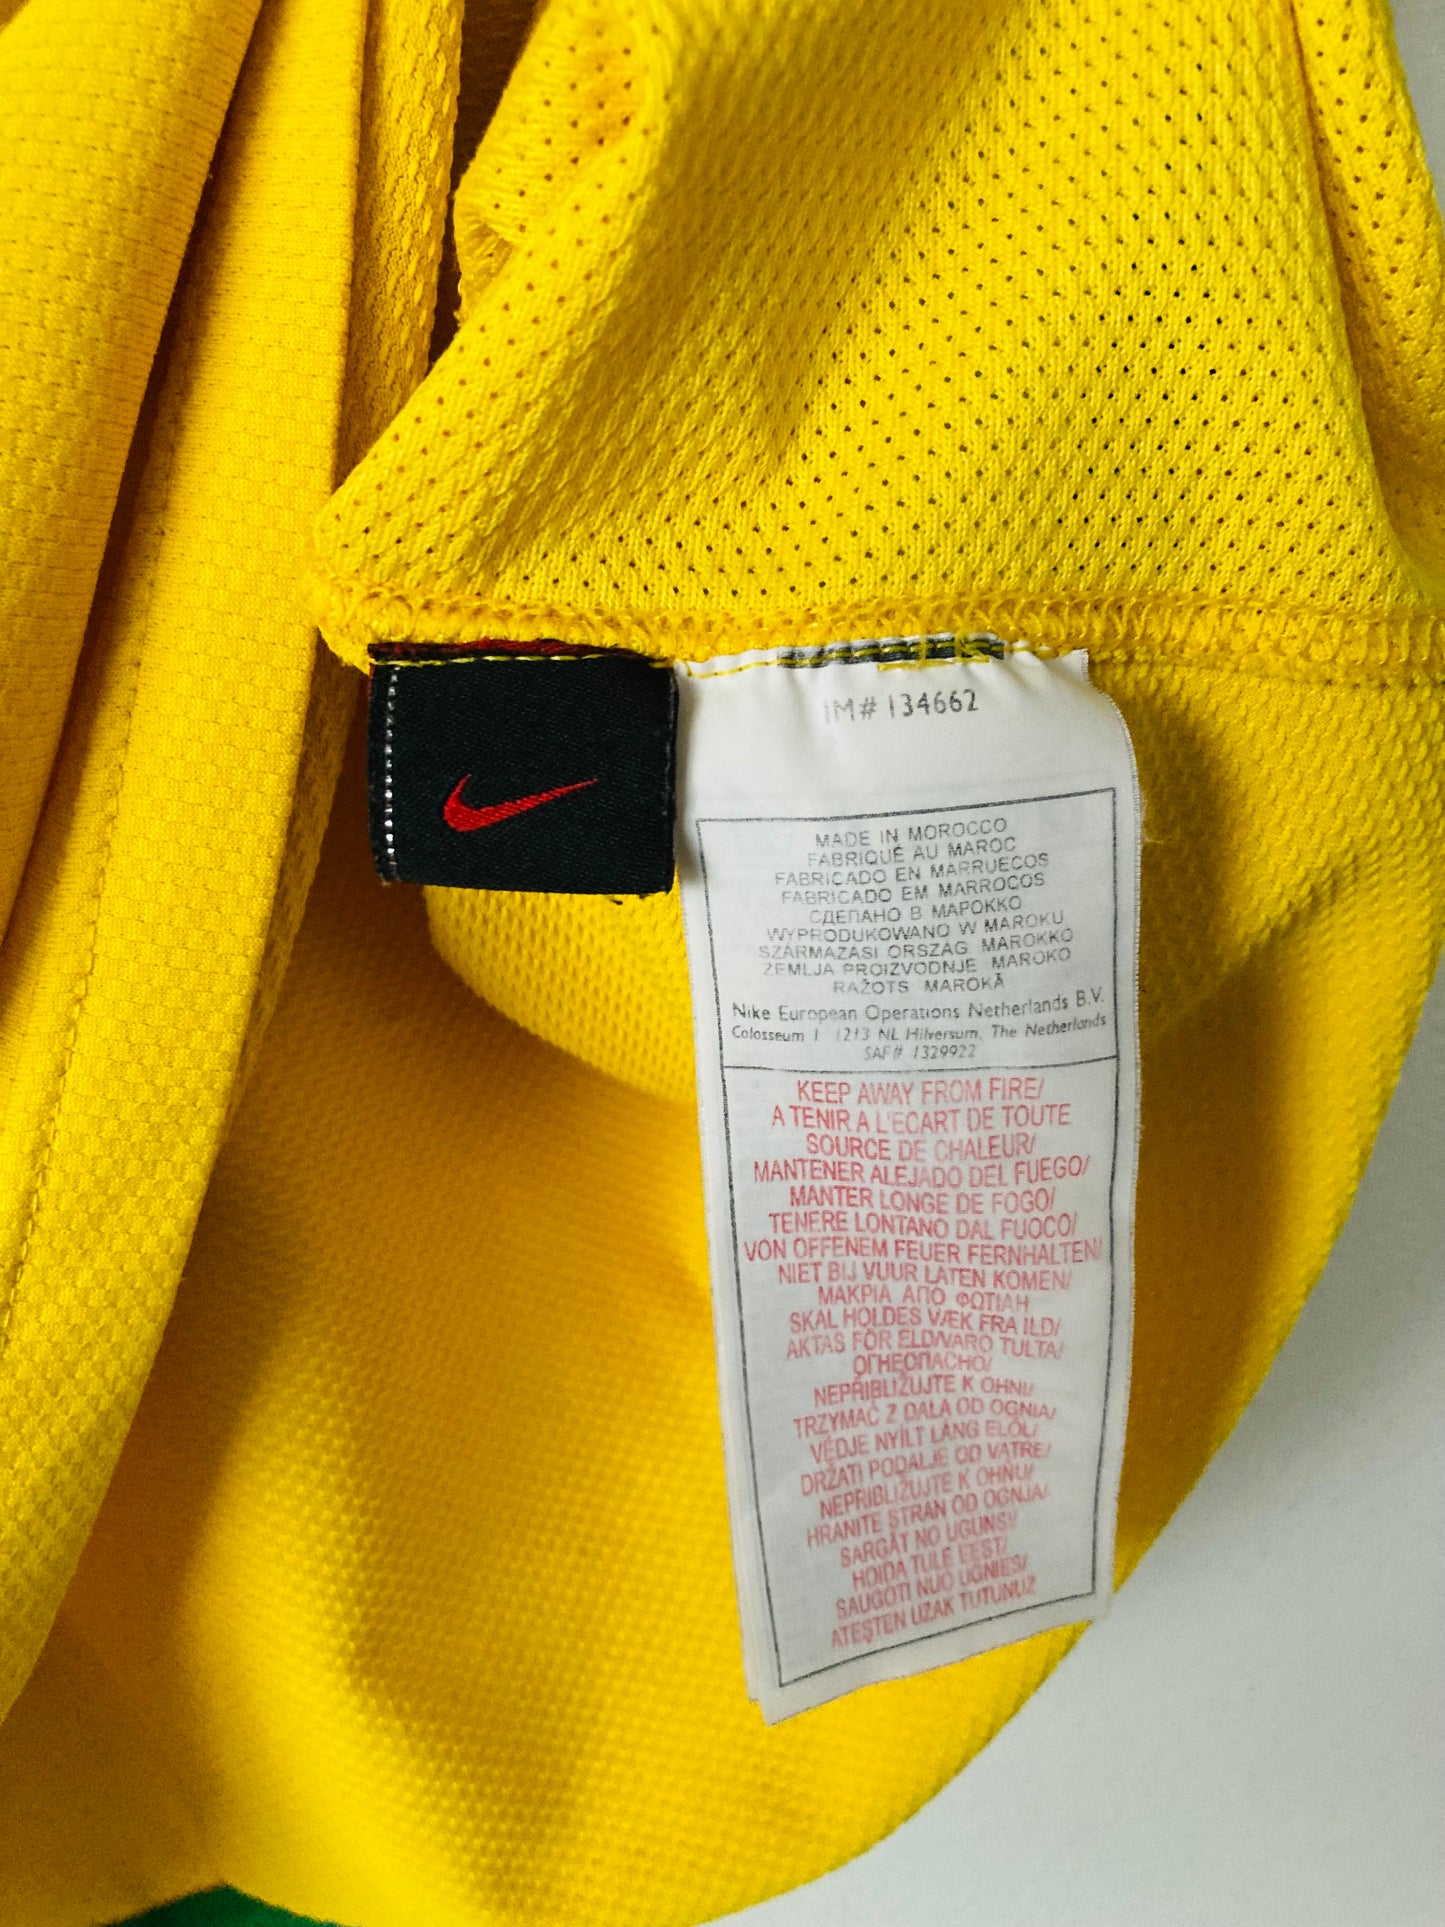 IM# 134662
MADE IN MOROCCO
FABRIQUÉ AU MAROC
FABRICADO EN MARRUECOS
FABRICADO EM MARROCOS
СДЕЛАНО В МАРОККО
WYPRODUKOWANO W MAROKU
SZÁRMAZÁSI ORSZÁG MAROKKÓ
ZEMLJA PROIZVODNJE MAROKO
RAŽOTS MAROKĀ
Nike European Operations Netherlands B.V.
Colosseum 1 1213 NL Hilversum, The Netherlands
SAF# 1329922
KEEP AWAY FROM FIRE/
A TENIR A L'ECART DE TOUTE
SOURCE DE CHALEUR/
MANTENER ALEJADO DEL FUEGO/
MANTER LONGE DE FOGO/
TENERE LONTANO DAL FUOCO/
VON OFFENEM FEUER FERNHALTEN/
NIET BIJ VUUR LATEN KOMEN/
ΜΑΚΡΙΑ ΑΠΟ ΦΩΤΙΑΗ
SKAL HOLDES VÆK FRA ILD/
AKTAS FÖR ELD/VARO TULTA/
ОГНЕОПАСНО/
NEPŘIBLIŽUJTE K OHNI/
TRZYMAĆ Z DALA OD OGNIA/
VÉDJE NYÍLT LÁNG ELŐL/
DRŽATI PODALJE OD VATRE/
NEPRIBLIŽUJTE K OHŇU/
HRANITE STRAN OD OGNJA/
SARGĀT NO UGUNS!/
HOIDA TULE EEST/
SAUGOTI NUO UGNIES/
ATEŞTEN UZAK TUTUNUZ